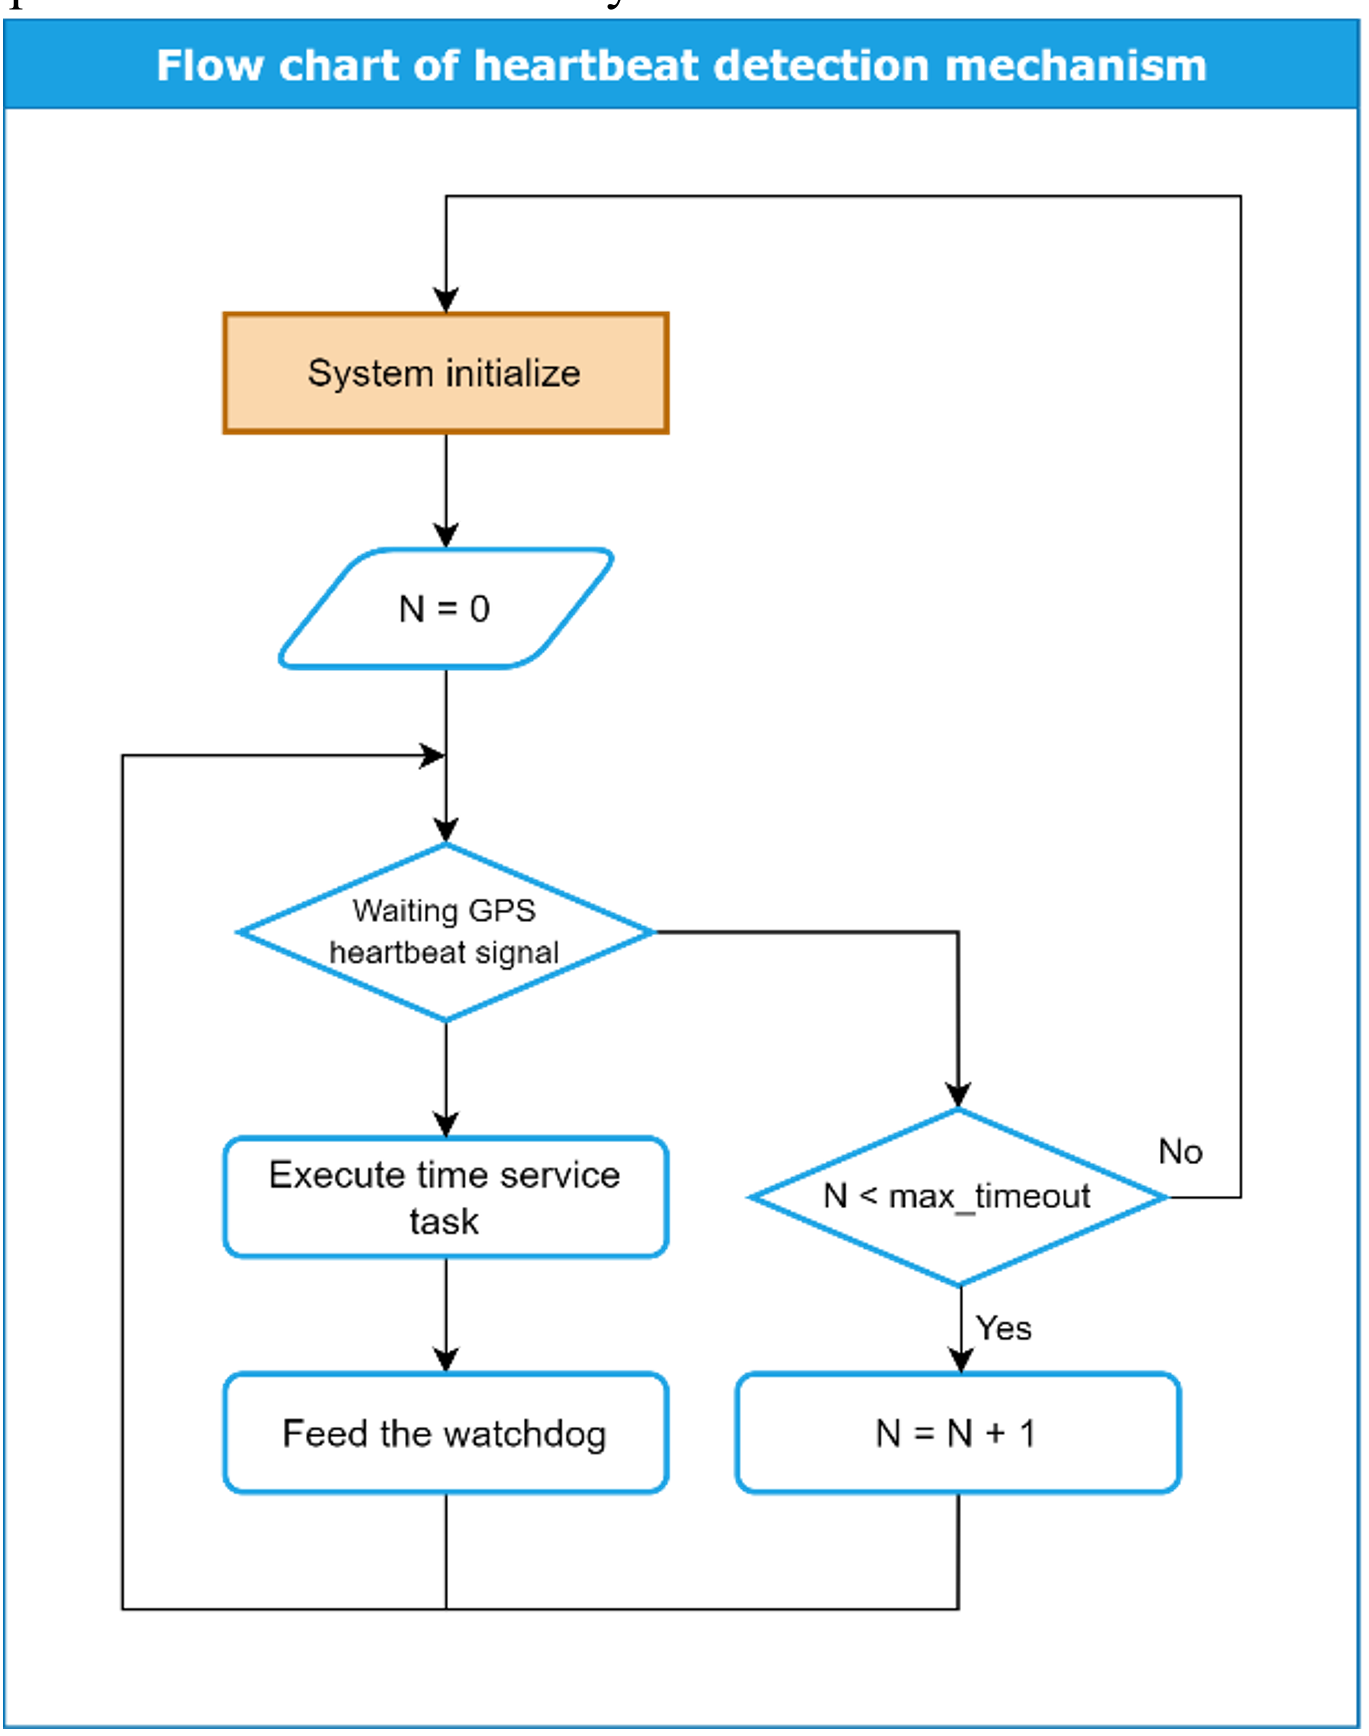 Flow chart of heartbeat detection mechanism
System initialize
N = 0
Waiting GPS
heartbeat signal
Execute time service
task
No
N < max_timeout
Yes
Feed the watchdog
N = N + 1